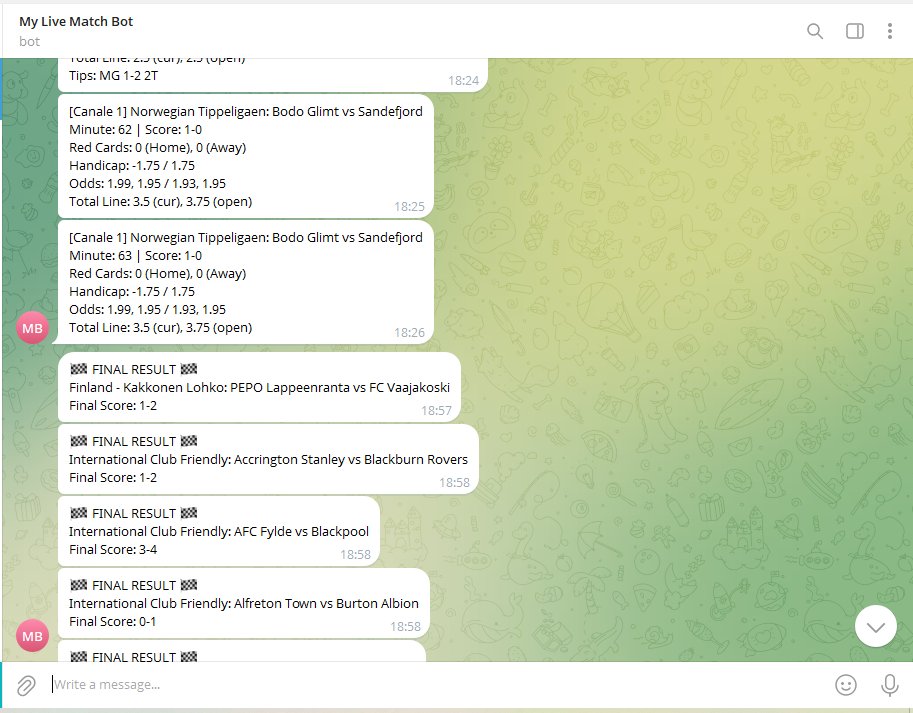 My Live Match Bot
bot
Total Line: 2.5 (cur), 2.5 (open)
Tips: MG 1-2 2T
18:24
[Canale 1] Norwegian Tippeligaen: Bodo Glimt vs Sandefjord
Minute: 62 | Score: 1-0
Red Cards: 0 (Home), 0 (Away)
Handicap: -1.75 / 1.75
Odds: 1.99, 1.95 / 1.93, 1.95
Total Line: 3.5 (cur), 3.75 (open)
18:25
[Canale 1] Norwegian Tippeligaen: Bodo Glimt vs Sandefjord
Minute: 63 | Score: 1-0
Red Cards: 0 (Home), 0 (Away)
Handicap: -1.75 / 1.75
Odds: 1.99, 1.95 / 1.93, 1.95
Total Line: 3.5 (cur), 3.75 (open)
18:26
MB
FINAL RESULT
Finland - Kakkonen Lohko: PEPO Lappeenranta vs FC Vaajakoski
Final Score: 1-2
18:57
FINAL RESULT
International Club Friendly: Accrington Stanley vs Blackburn Rovers
Final Score: 1-2
18:58
FINAL RESULT
International Club Friendly: AFC Fylde vs Blackpool
Final Score: 3-4
18:58
FINAL RESULT
International Club Friendly: Alfreton Town vs Burton Albion
Final Score: 0-1
18:58
MB
FINAL RESULT
Write a message...